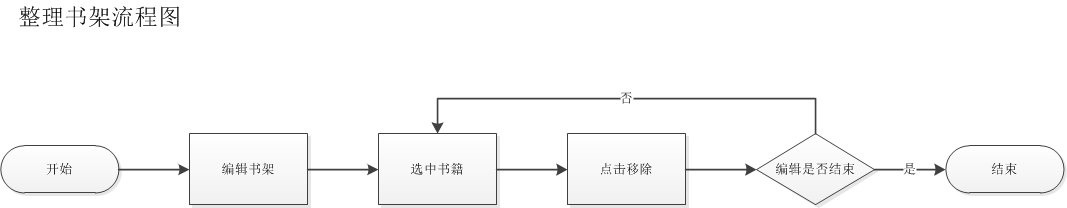 整理书架流程图
否
开始
编辑书架
选中书籍
点击移除
编辑是否结束
是
结束